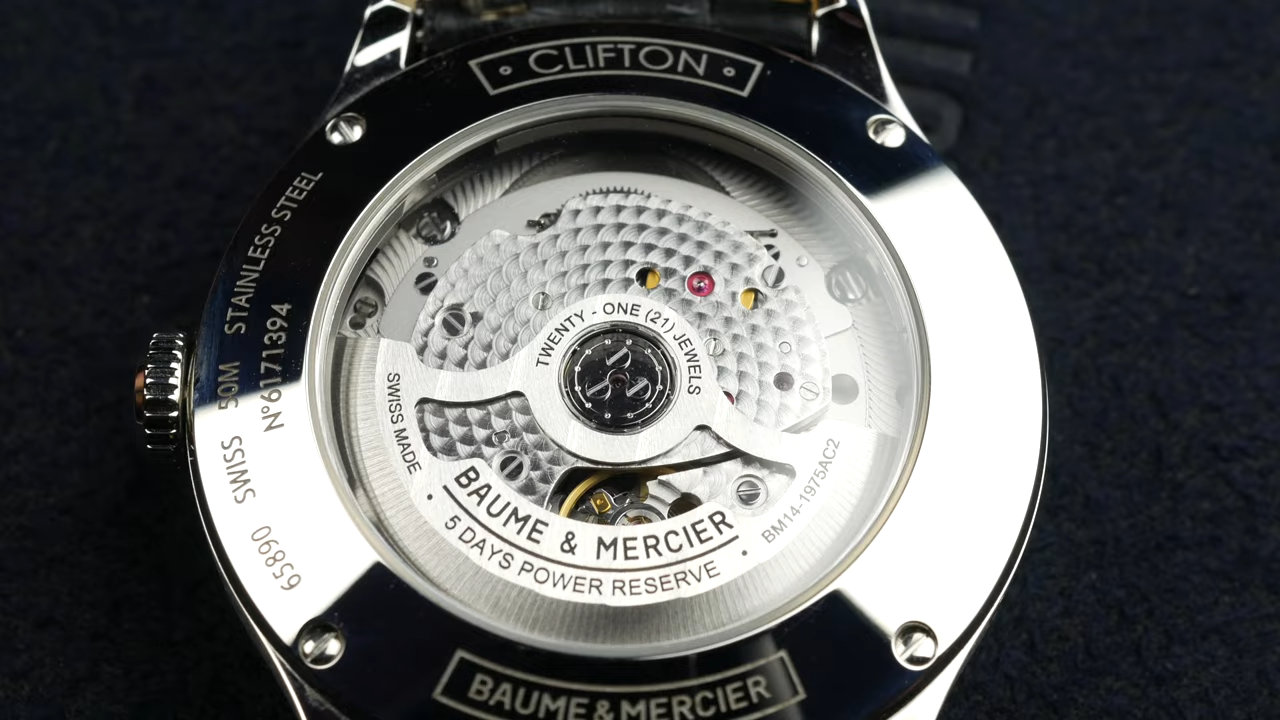 CLIFTON
65890 SWISS 50M STAINLESS STEEL
N°6171394
TWENTY - ONE (21) JEWELS
SWISS MADE
BAUME & MERCIER
5 DAYS POWER RESERVE
BM14-1975AC2
BAUME & MERCIER